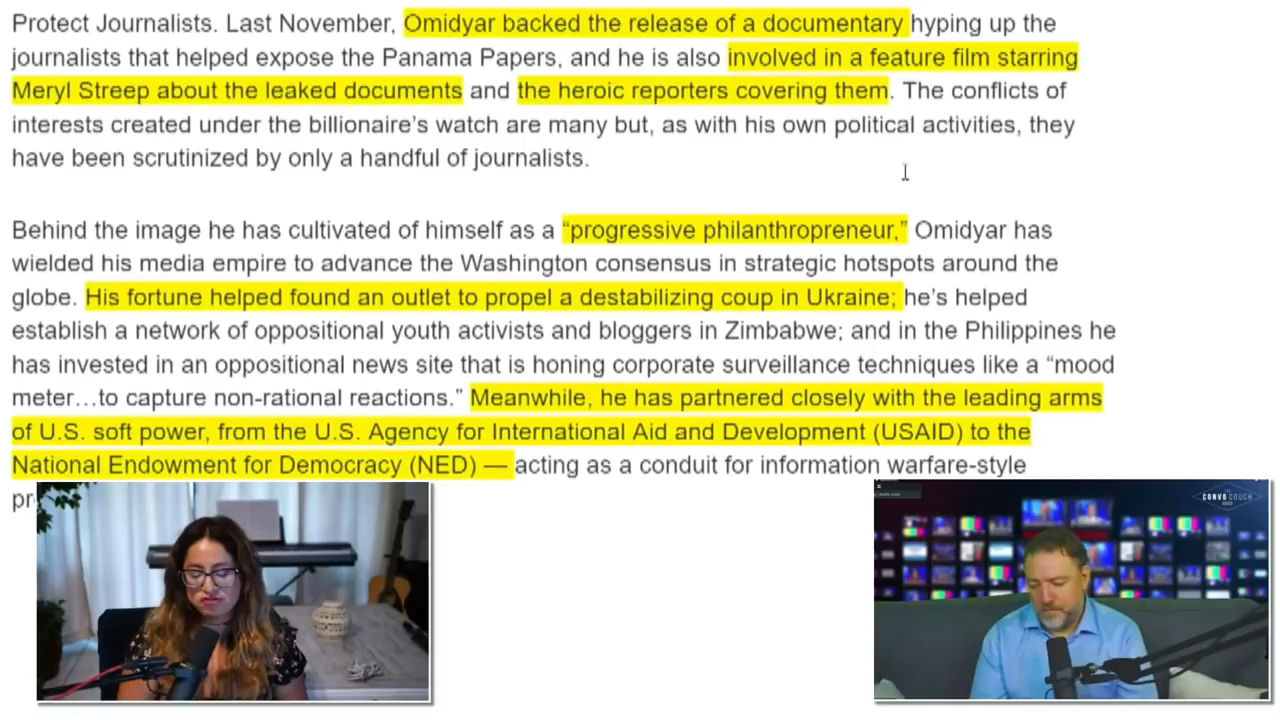 Protect Journalists. Last November, Omidyar backed the release of a documentary hyping up the
journalists that helped expose the Panama Papers, and he is also involved in a feature film starring
Meryl Streep about the leaked documents and the heroic reporters covering them. The conflicts of
interests created under the billionaire’s watch are many but, as with his own political activities, they
have been scrutinized by only a handful of journalists.
Behind the image he has cultivated of himself as a “progressive philanthropreneur,” Omidyar has
wielded his media empire to advance the Washington consensus in strategic hotspots around the
globe. His fortune helped found an outlet to propel a destabilizing coup in Ukraine; he’s helped
establish a network of oppositional youth activists and bloggers in Zimbabwe; and in the Philippines he
has invested in an oppositional news site that is honing corporate surveillance techniques like a “mood
meter…to capture non-rational reactions.” Meanwhile, he has partnered closely with the leading arms
of U.S. soft power, from the U.S. Agency for International Aid and Development (USAID) to the
National Endowment for Democracy (NED) — acting as a conduit for information warfare-style
pr
CONVO COUCH